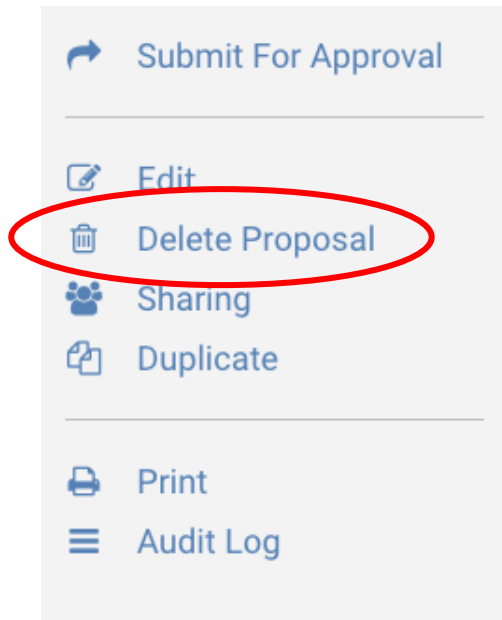 Submit For Approval
Edit
Delete Proposal
Sharing
Duplicate
Print
Audit Log